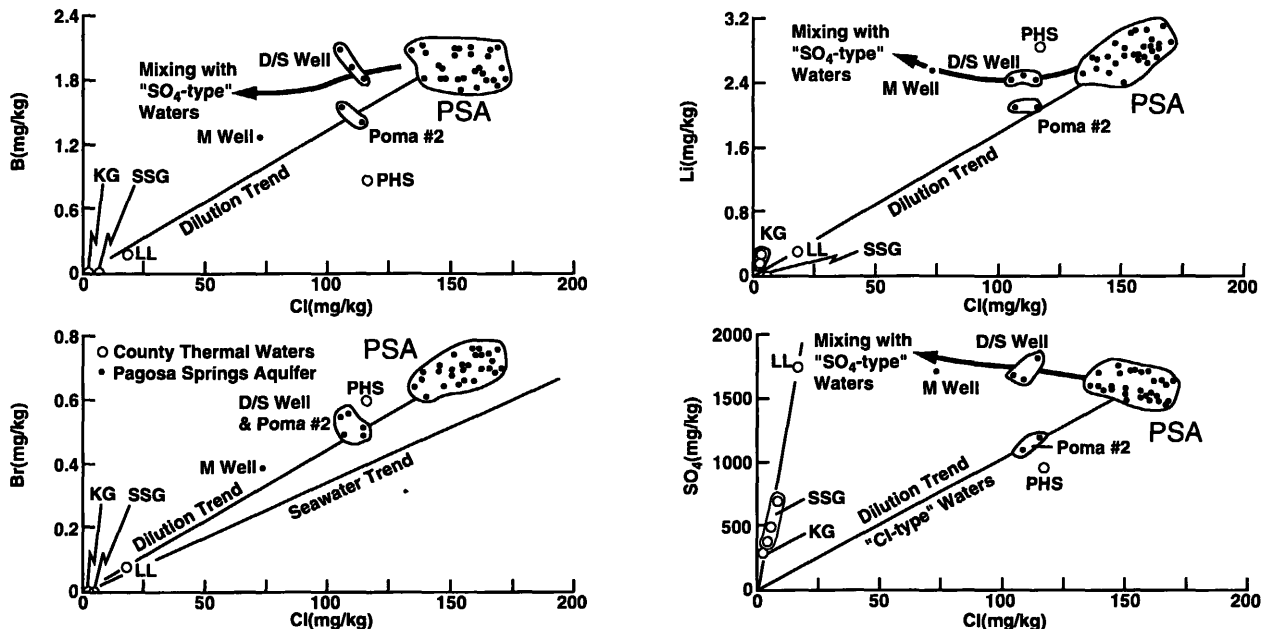 2.4
1.8
1.2
0.6
0
B(mg/kg)
D/S Well
Mixing with
"SO₄-type"
Waters
PSA
M Well
Poma #2
KG
SSG
PHS
Dilution Trend
LL
50
100
150
200
Cl(mg/kg)
3.2
2.4
1.6
0.8
0
Li(mg/kg)
Mixing with
"SO₄-type"
Waters
PHS
D/S Well
M Well
PSA
Poma #2
Dilution Trend
KG
LL
SSG
0
50
100
150
200
Cl(mg/kg)
0.8
0.6
0.4
0.2
0
Br(mg/kg)
County Thermal Waters
Pagosa Springs Aquifer
PSA
PHS
D/S Well
& Poma #2
M Well
KG
SSG
Dilution Trend
Seawater Trend
LL
50
100
150
200
Cl(mg/kg)
2000
1500
1000
500
0
SO₄(mg/kg)
Mixing with
"SO₄-type"
Waters
D/S Well
LL
M Well
PSA
Poma #2
PHS
SSG
KG
Dilution Trend
"Cl-type" Waters
0
50
100
150
200
Cl(mg/kg)